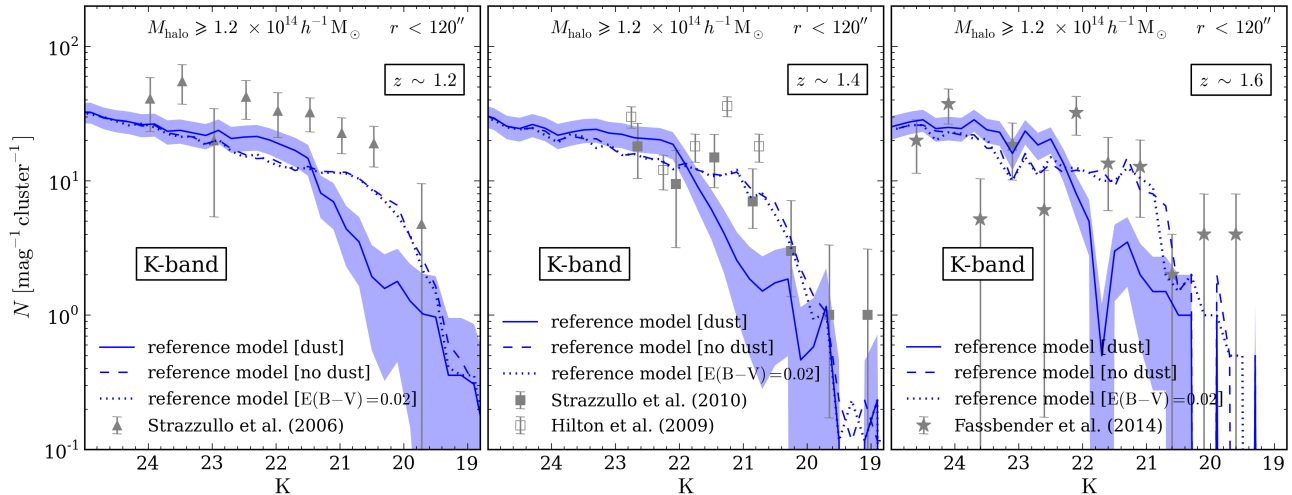 M_halo ⩾ 1.2 × 10^14 h^−1 M_⊙ r < 120″
z ∼ 1.2
K-band
reference model [dust]
reference model [no dust]
reference model [E(B−V)=0.02]
Strazzullo et al. (2006)
N [mag^−1 cluster^−1]
10^2
10^1
10^0
10^−1
24 23 22 21 20 19
K
M_halo ⩾ 1.2 × 10^14 h^−1 M_⊙ r < 120″
z ∼ 1.4
K-band
reference model [dust]
reference model [no dust]
reference model [E(B−V)=0.02]
Strazzullo et al. (2010)
Hilton et al. (2009)
24 23 22 21 20 19
K
M_halo ⩾ 1.2 × 10^14 h^−1 M_⊙ r < 120″
z ∼ 1.6
K-band
reference model [dust]
reference model [no dust]
reference model [E(B−V)=0.02]
Fassbender et al. (2014)
24 23 22 21 20 19
K